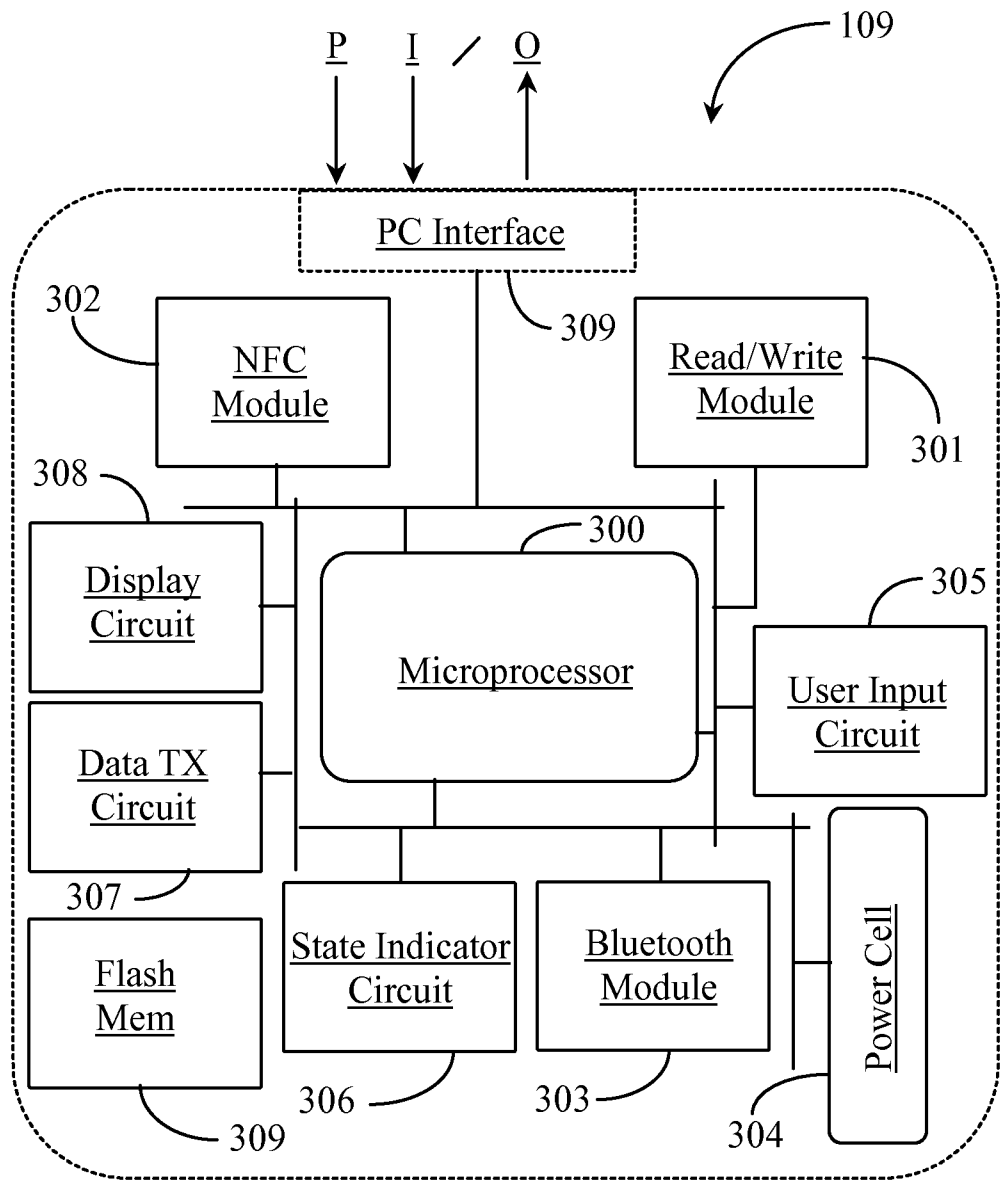 109
P I / O
PC Interface
309
302
NFC
Module
Read/Write
Module
301
308
Display
Circuit
300
Microprocessor
305
User Input
Circuit
Data TX
Circuit
307
State Indicator
Circuit
306
Bluetooth
Module
303
Power Cell
304
Flash
Mem
309